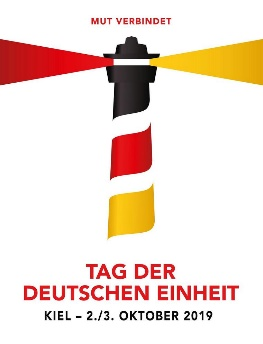 MUT VERBINDET
TAG DER
DEUTSCHEN EINHEIT
KIEL – 2./3. OKTOBER 2019